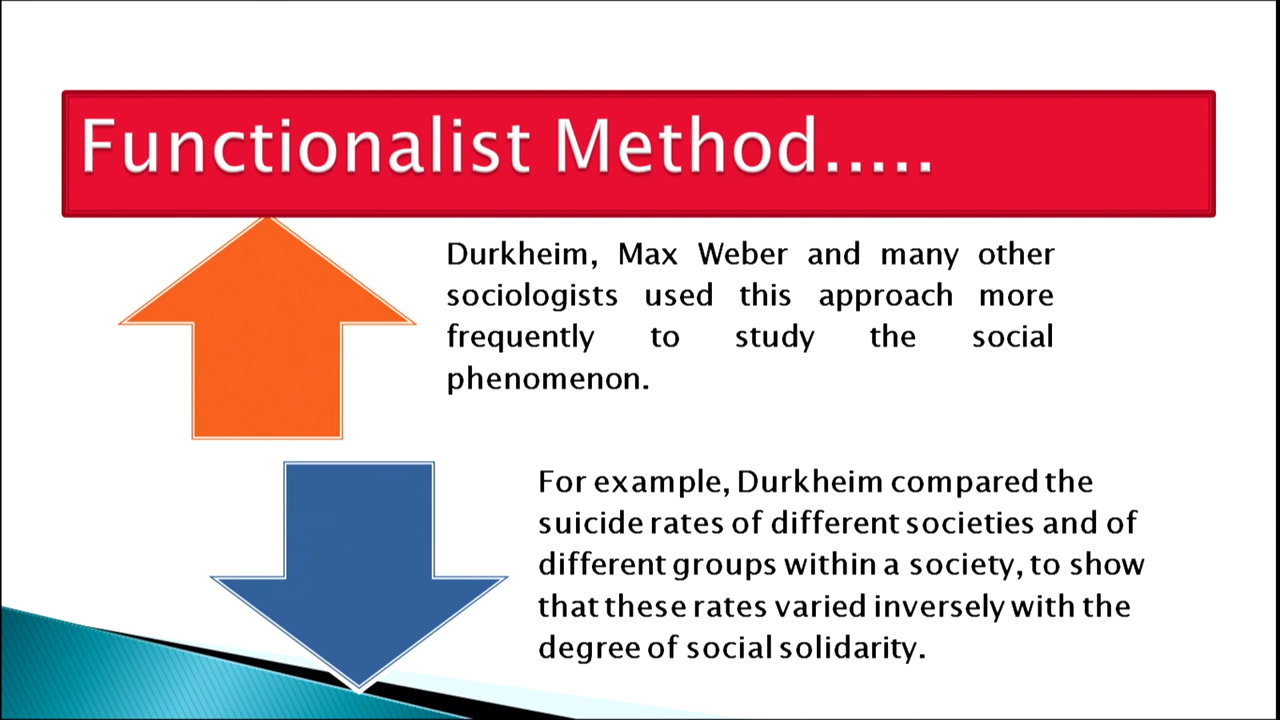 Functionalist Method.....
Durkheim, Max Weber and many other
sociologists used this approach more
frequently to study the social
phenomenon.
For example, Durkheim compared the
suicide rates of different societies and of
different groups within a society, to show
that these rates varied inversely with the
degree of social solidarity.